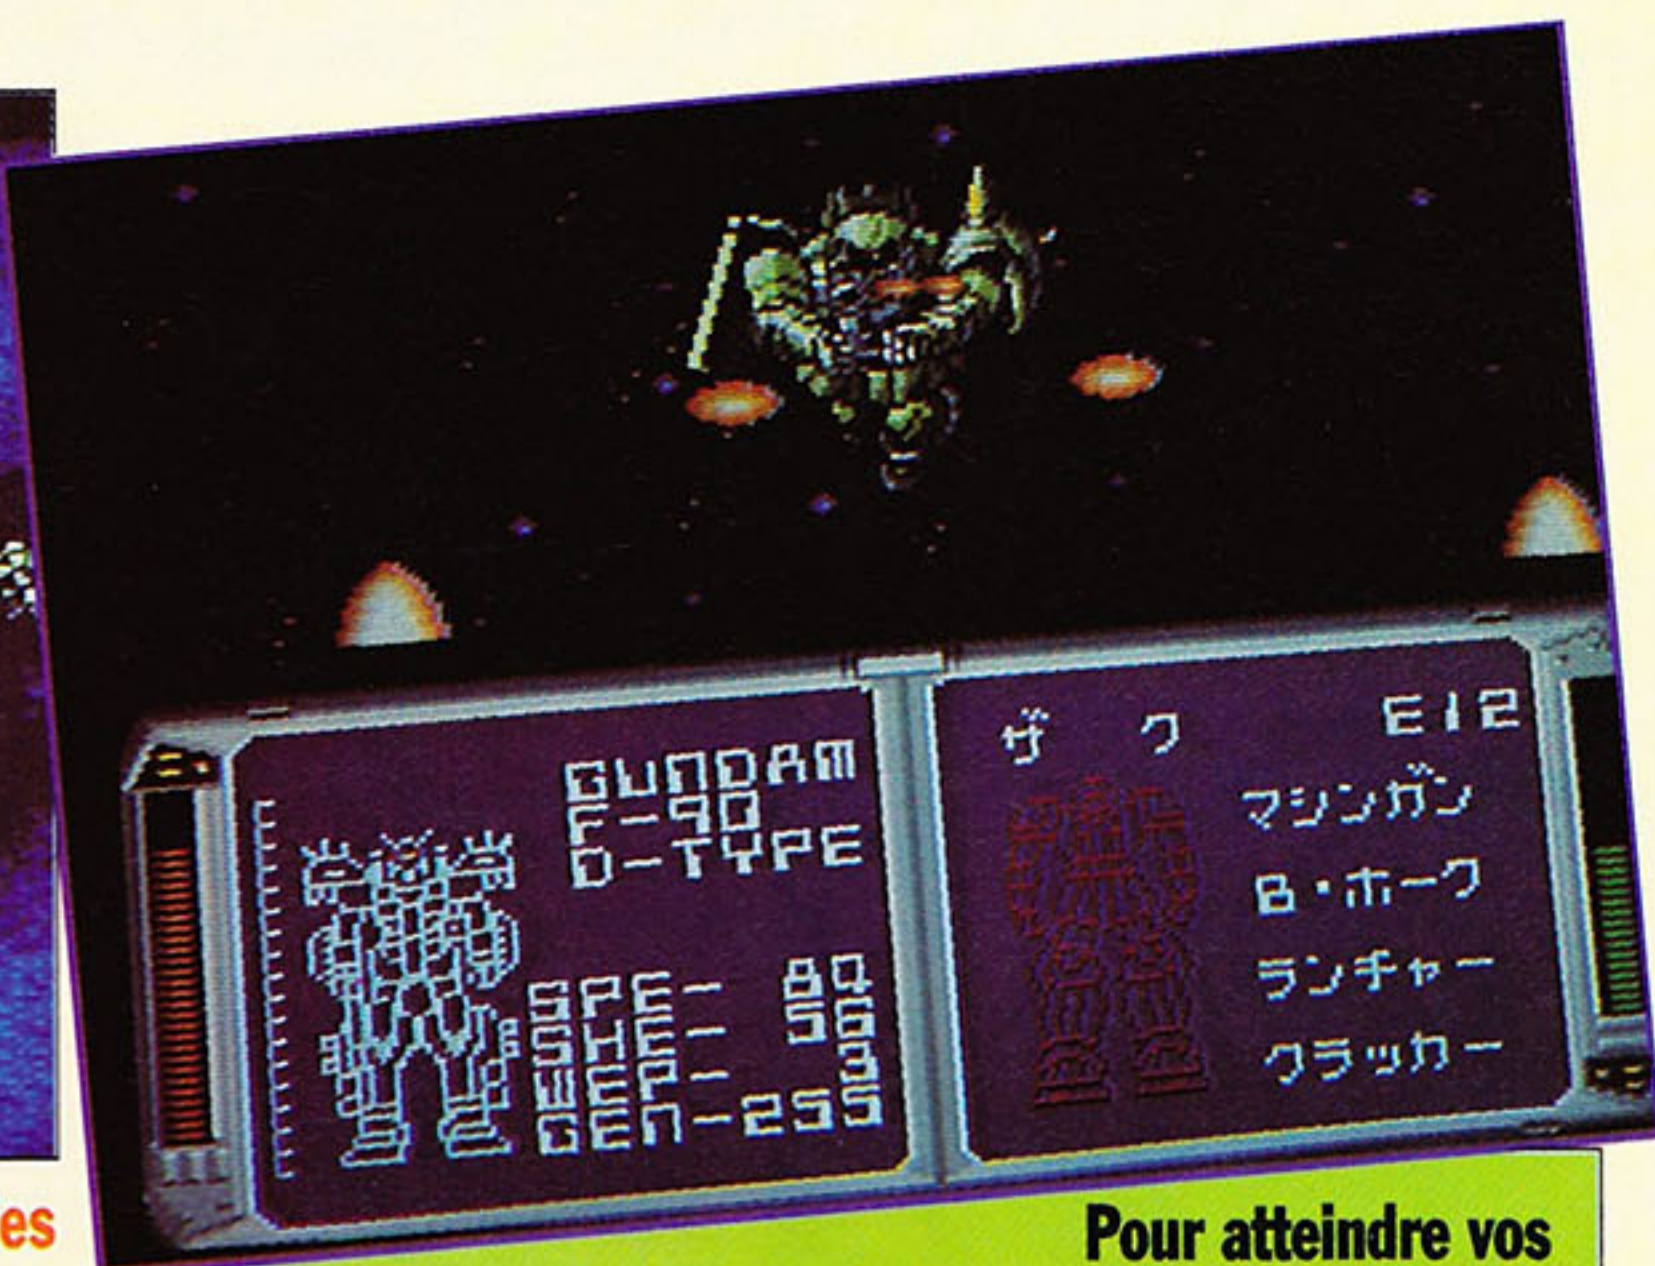 GUNDAM
F-90
D-TYPE
SPE- 80
SHE- 56
EMP- 3
GEN-255
ザク E12
マシンガン
B・ホーク
ランチャー
クラッカー
es
Pour atteindre vos